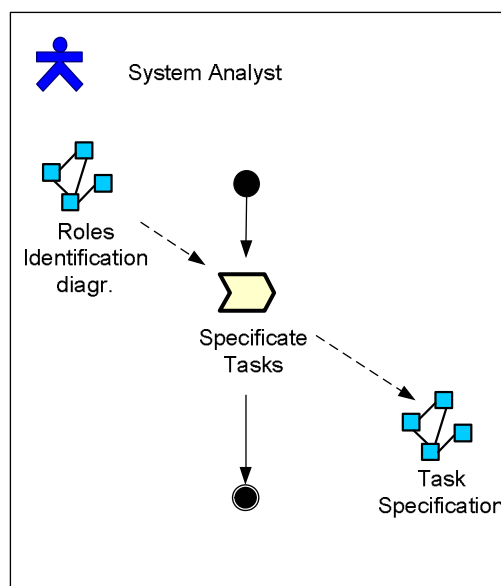 System Analyst
Roles
Identification
diagr.
Specificate
Tasks
Task
Specification